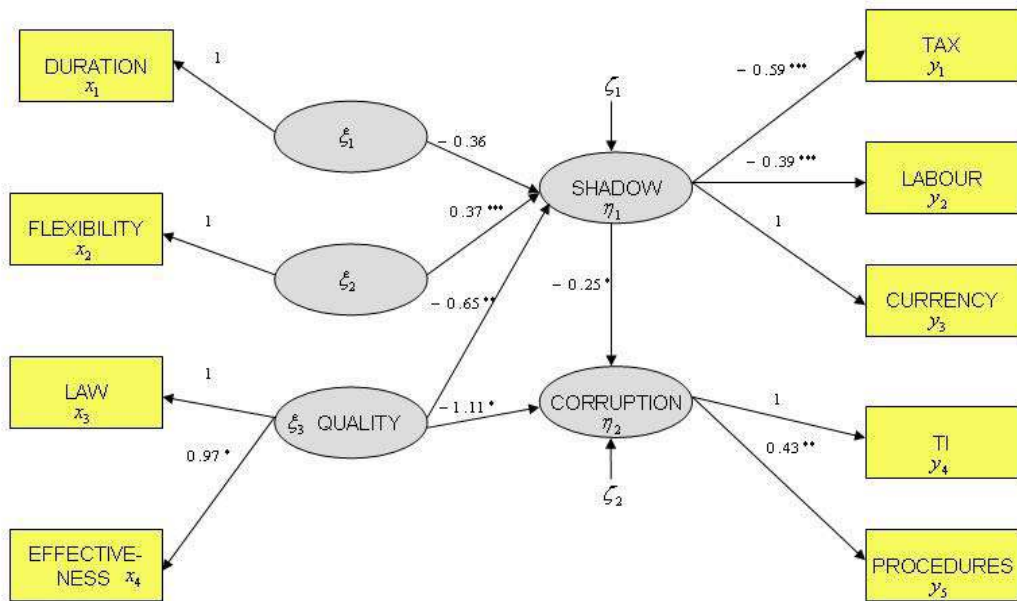 DURATION
x₁
1
ξ₁
− 0.36
ζ₁
SHADOW
η₁
− 0.59 ***
TAX
y₁
− 0.39 ***
LABOUR
y₂
1
CURRENCY
y₃
FLEXIBILITY
x₂
1
ξ₂
0.37 ***
− 0.65 **
− 0.25 *
LAW
x₃
1
ξ₃ QUALITY
−1.11 *
CORRUPTION
η₂
ζ₂
1
TI
y₄
0.43 **
PROCEDURES
y₅
0.97 *
EFFECTIVE-
NESS x₄